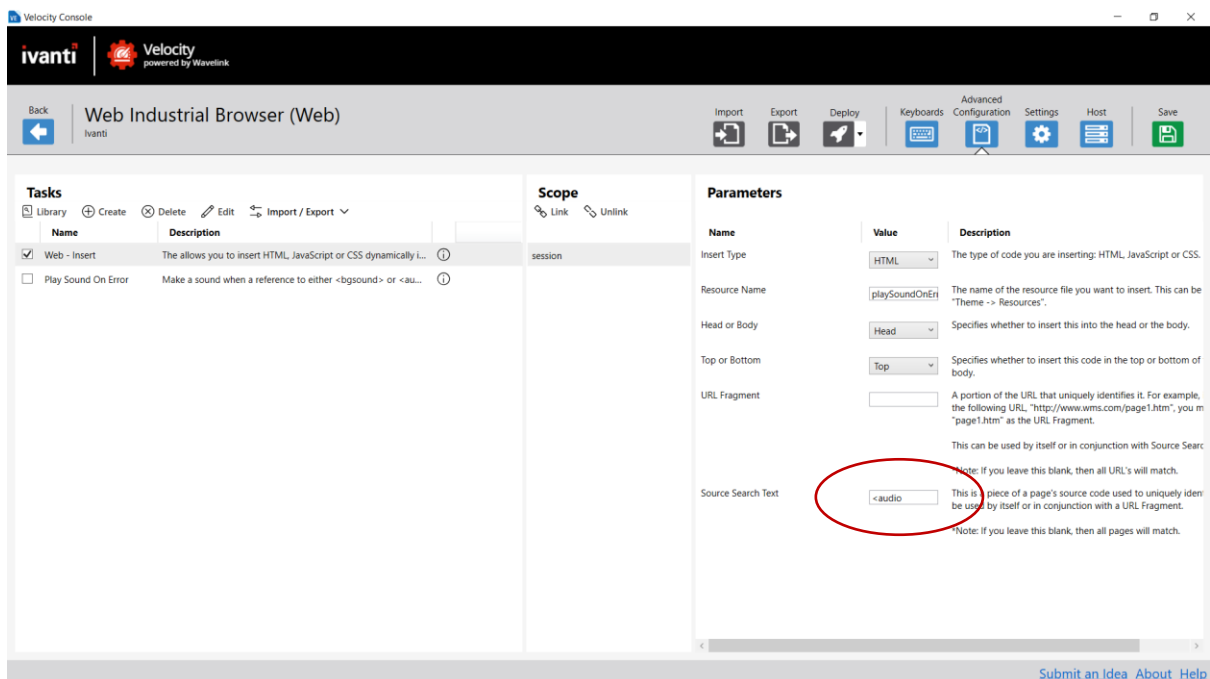 Velocity Console
ivanti
Velocity
powered by Wavelink
Back
Web Industrial Browser (Web)
Ivanti
Import Export Deploy Keyboards Advanced Configuration Settings Host Save
Tasks
Library Create Delete Edit Import / Export
Name Description
Web - Insert The allows you to insert HTML, JavaScript or CSS dynamically i...
Play Sound On Error Make a sound when a reference to either <bgsound> or <au...
Scope
Link Unlink
session
Parameters
Name Value Description
Insert Type HTML The type of code you are inserting: HTML, JavaScript or CSS.
Resource Name playSoundOnEr The name of the resource file you want to insert. This can be
"Theme -> Resources".
Head or Body Head Specifies whether to insert this into the head or the body.
Top or Bottom Top Specifies whether to insert this code in the top or bottom of
body.
URL Fragment A portion of the URL that uniquely identifies it. For example,
the following URL, "http://www.wms.com/page1.htm", you m
"page1.htm" as the URL Fragment.
This can be used by itself or in conjunction with Source Searc
*Note: If you leave this blank, then all URL's will match.
Source Search Text <audio This is a piece of a page's source code used to uniquely iden
be used by itself or in conjunction with a URL Fragment.
*Note: If you leave this blank, then all pages will match.
Submit an Idea About Help